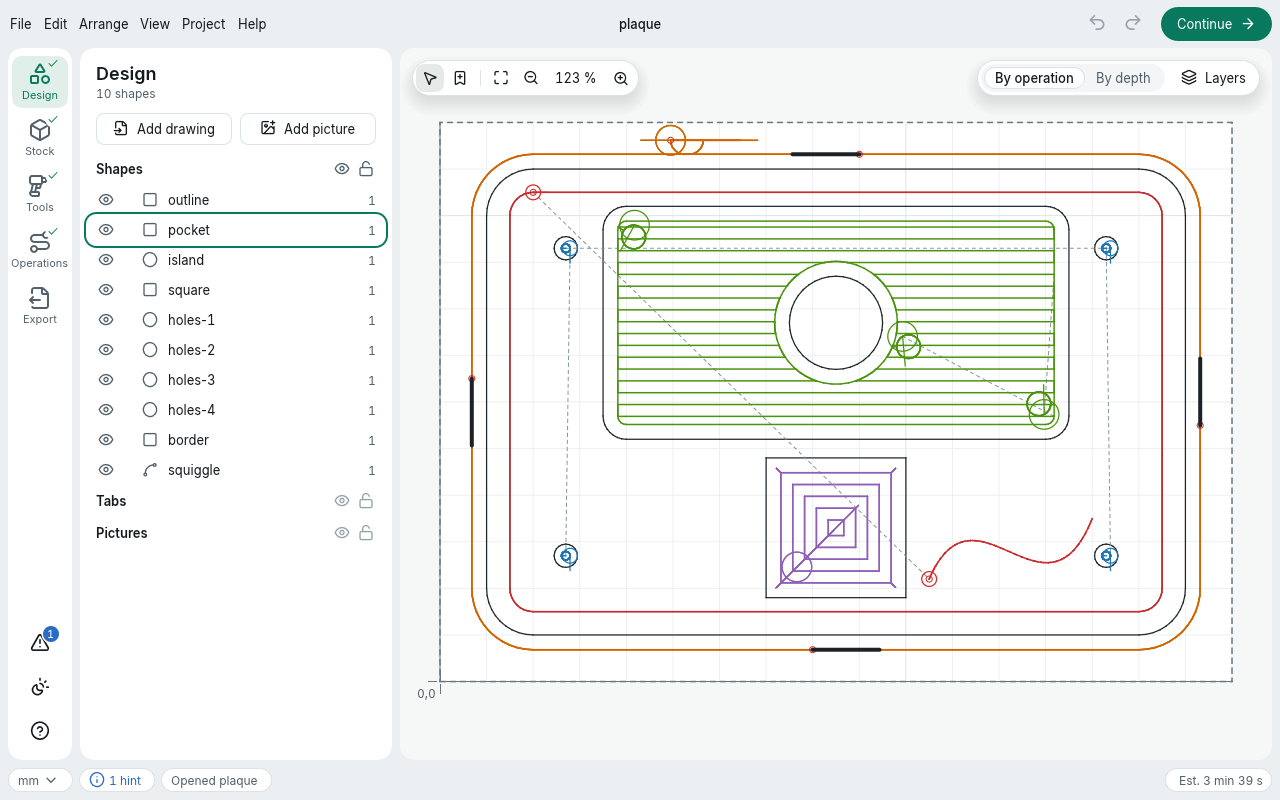 File Edit Arrange View Project Help
plaque
Continue
Design
Stock
Tools
Operations
Export
1
Design
10 shapes
Add drawing
Add picture
Shapes
outline 1
pocket 1
island 1
square 1
holes-1 1
holes-2 1
holes-3 1
holes-4 1
border 1
squiggle 1
Tabs
Pictures
123 %
By operation
By depth
Layers
0,0
mm
1 hint
Opened plaque
Est. 3 min 39 s